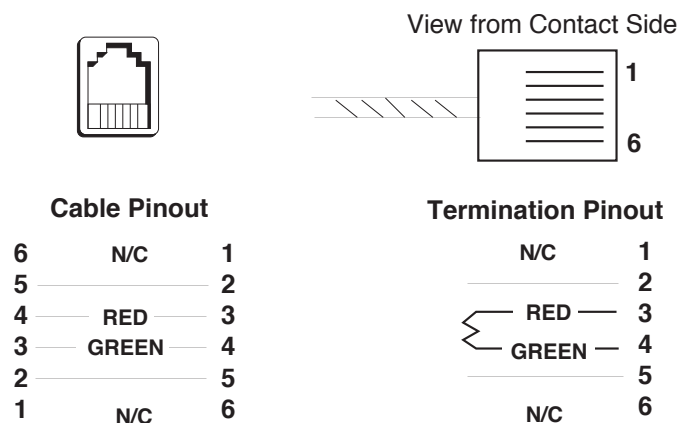 View from Contact Side
1
6
Cable Pinout
6 N/C 1
5 2
4 RED 3
3 GREEN 4
2 5
1 N/C 6
Termination Pinout
N/C 1
2
RED 3
GREEN 4
5
N/C 6